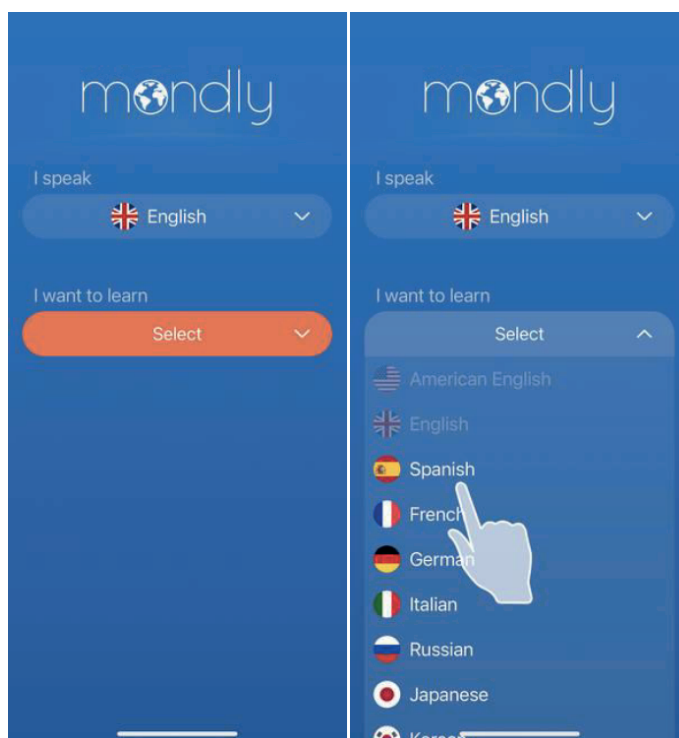 mondly
I speak
English
I want to learn
Select
mondly
I speak
English
I want to learn
Select
American English
English
Spanish
French
German
Italian
Russian
Japanese
Korean